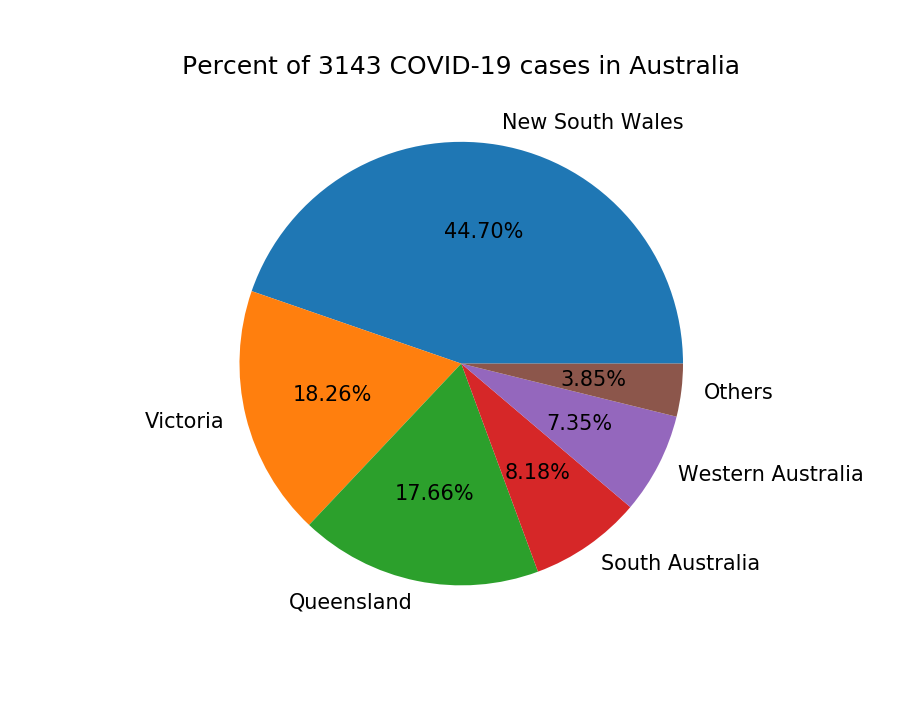 Percent of 3143 COVID-19 cases in Australia
New South Wales
44.70%
Victoria
18.26%
Queensland
17.66%
South Australia
8.18%
Western Australia
7.35%
Others
3.85%